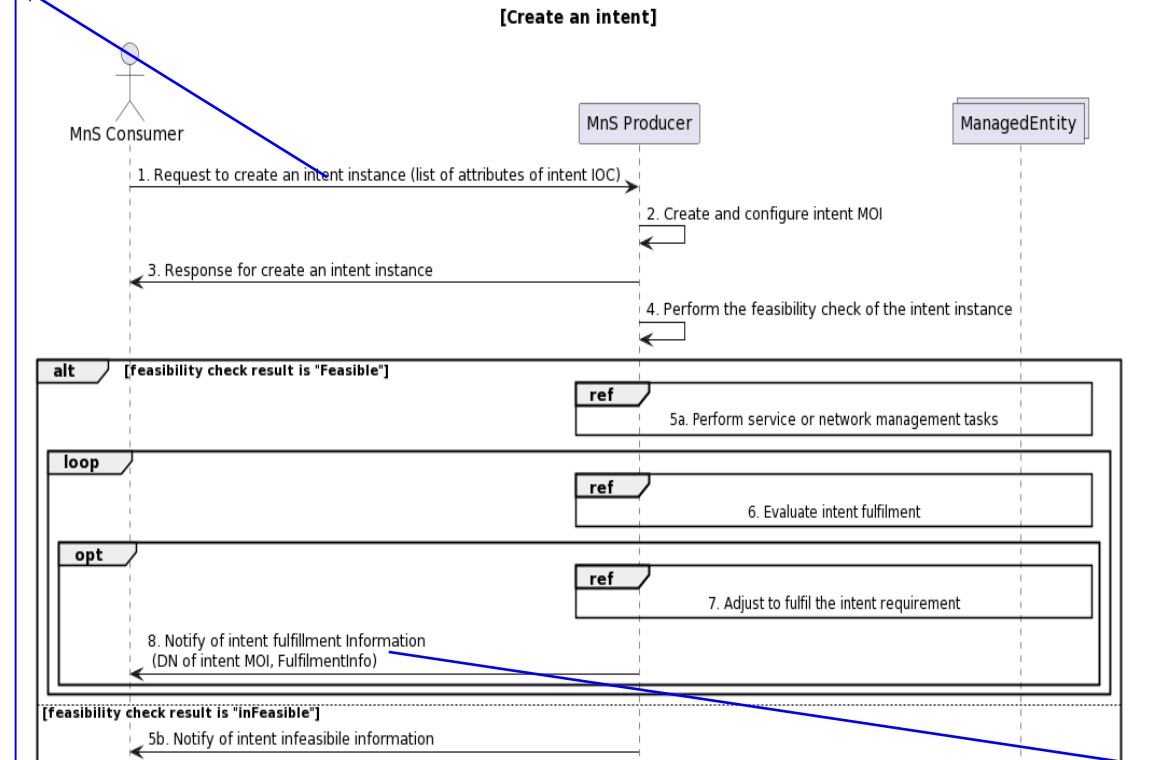 [Create an intent]
MnS Consumer
MnS Producer
ManagedEntity
1. Request to create an intent instance (list of attributes of intent IOC)
2. Create and configure intent MOI
3. Response for create an intent instance
4. Perform the feasibility check of the intent instance
alt
[feasibility check result is "Feasible"]
ref
5a. Perform service or network management tasks
loop
ref
6. Evaluate intent fulfilment
opt
ref
7. Adjust to fulfil the intent requirement
8. Notify of intent fulfillment Information
(DN of intent MOI, FulfilmentInfo)
[feasibility check result is "inFeasible"]
5b. Notify of intent infeasibile information